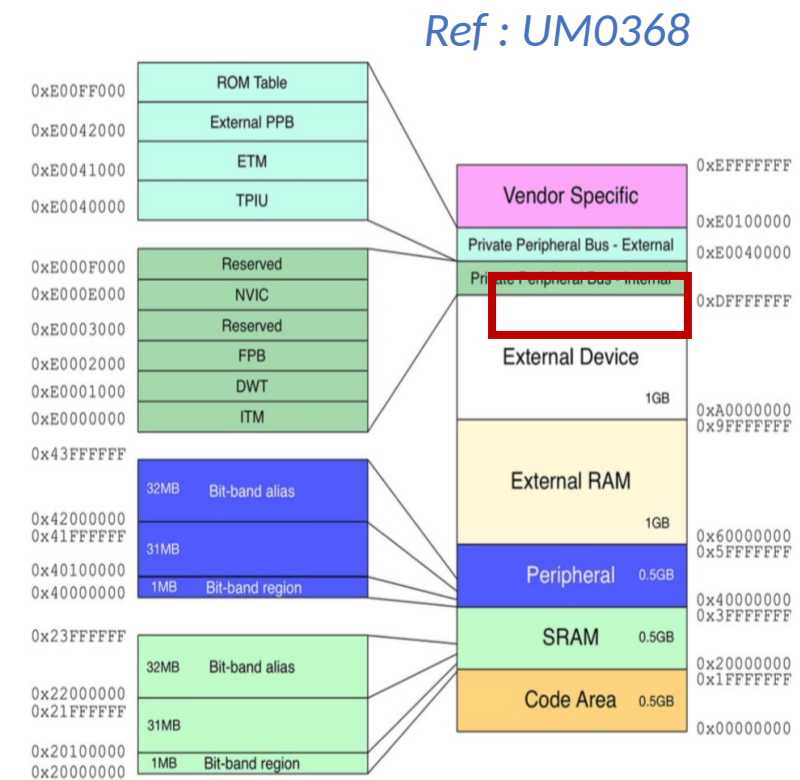 Ref : UM0368
0xE00FF000
ROM Table
0xE0042000
External PPB
0xE0041000
ETM
0xE0040000
TPIU
0xE000F000
Reserved
0xE000E000
NVIC
0xE0003000
Reserved
0xE0002000
FPB
0xE0001000
DWT
0xE0000000
ITM
0x43FFFFFF
32MB Bit-band alias
0x42000000
0x41FFFFFF
31MB
0x40100000
0x40000000
1MB Bit-band region
0x23FFFFFF
32MB Bit-band alias
0x22000000
0x21FFFFFF
31MB
0x20100000
0x20000000
1MB Bit-band region
0xEFFFFFFF
Vendor Specific
0xE0100000
Private Peripheral Bus - External
0xE0040000
Private Peripheral Bus - Internal
0xDFFFFFFF
External Device
1GB
0xA0000000
0x9FFFFFFF
External RAM
1GB
0x60000000
0x5FFFFFFF
Peripheral 0.5GB
0x40000000
0x3FFFFFFF
SRAM 0.5GB
0x20000000
0x1FFFFFFF
Code Area 0.5GB
0x00000000